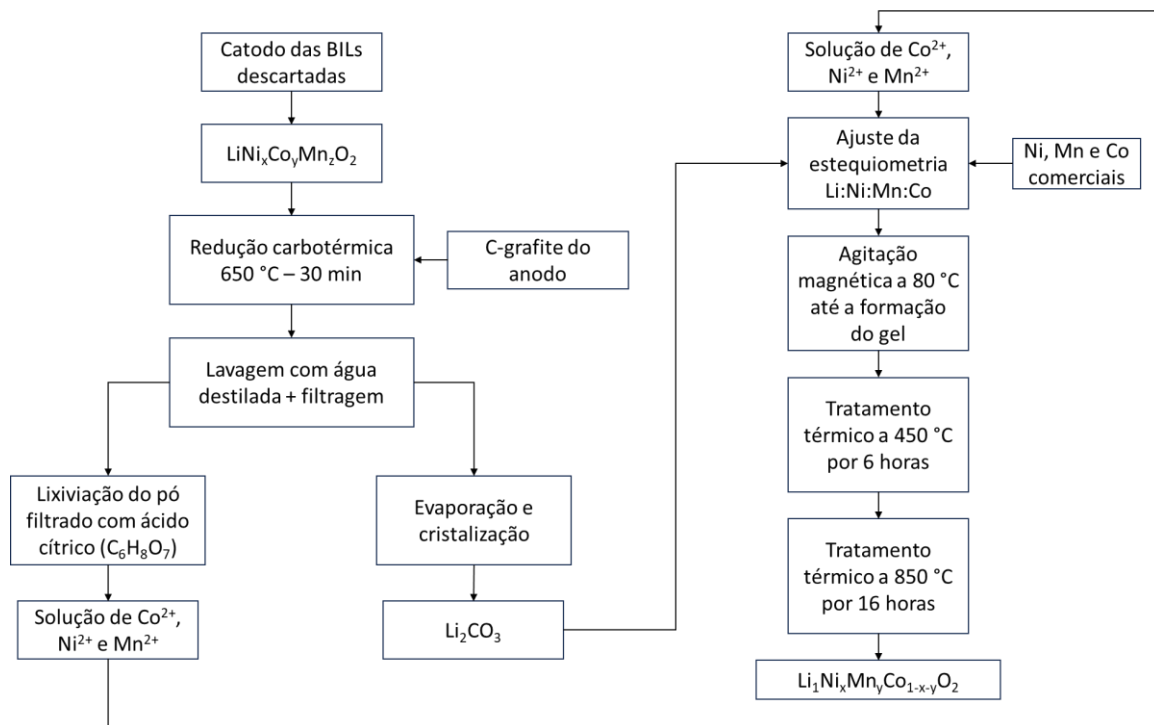 Catodo das BILs
descartadas
LiNiₓCoᵧMn𝓏O₂
Redução carbotérmica
650 °C – 30 min
C-grafite do
anodo
Lavagem com água
destilada + filtragem
Lixiviação do pó
filtrado com ácido
cítrico (C₆H₈O₇)
Evaporação e
cristalização
Solução de Co²⁺,
Ni²⁺ e Mn²⁺
Li₂CO₃
Solução de Co²⁺,
Ni²⁺ e Mn²⁺
Ajuste da
estequiometria
Li:Ni:Mn:Co
Ni, Mn e Co
comerciais
Agitação
magnética a 80 °C
até a formação
do gel
Tratamento
térmico a 450 °C
por 6 horas
Tratamento
térmico a 850 °C
por 16 horas
Li₁NiₓMnᵧCo₁₋ₓ₋ᵧO₂